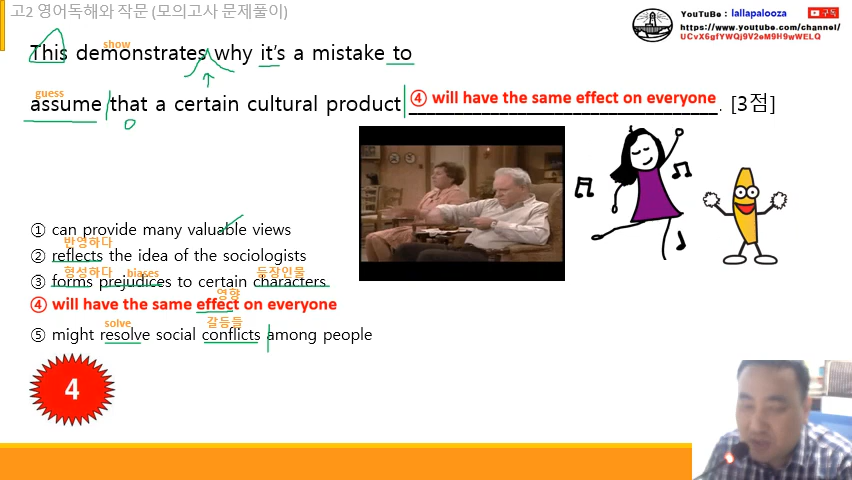 고2 영어독해와 작문 (모의고사 문제풀이)
YouTuBe : lallapalooza 구독
https://www.youtube.com/channel/
UCvX6gfYWQj9V2eM9H9wWELQ
show
This demonstrates why it's a mistake to
guess
assume that a certain cultural product ④ will have the same effect on everyone. [3점]
① can provide many valuable views
반영하다
② reflects the idea of the sociologists
형성하다 biases 등장인물
③ forms prejudices to certain characters
영향
④ will have the same effect on everyone
solve 갈등들
⑤ might resolve social conflicts among people
4